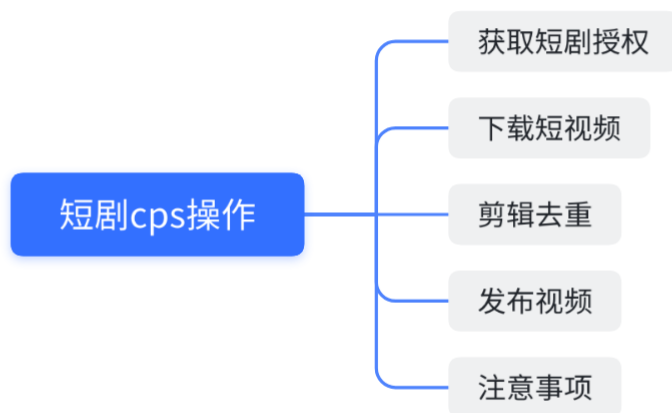 短剧cps操作
获取短剧授权
下载短视频
剪辑去重
发布视频
注意事项